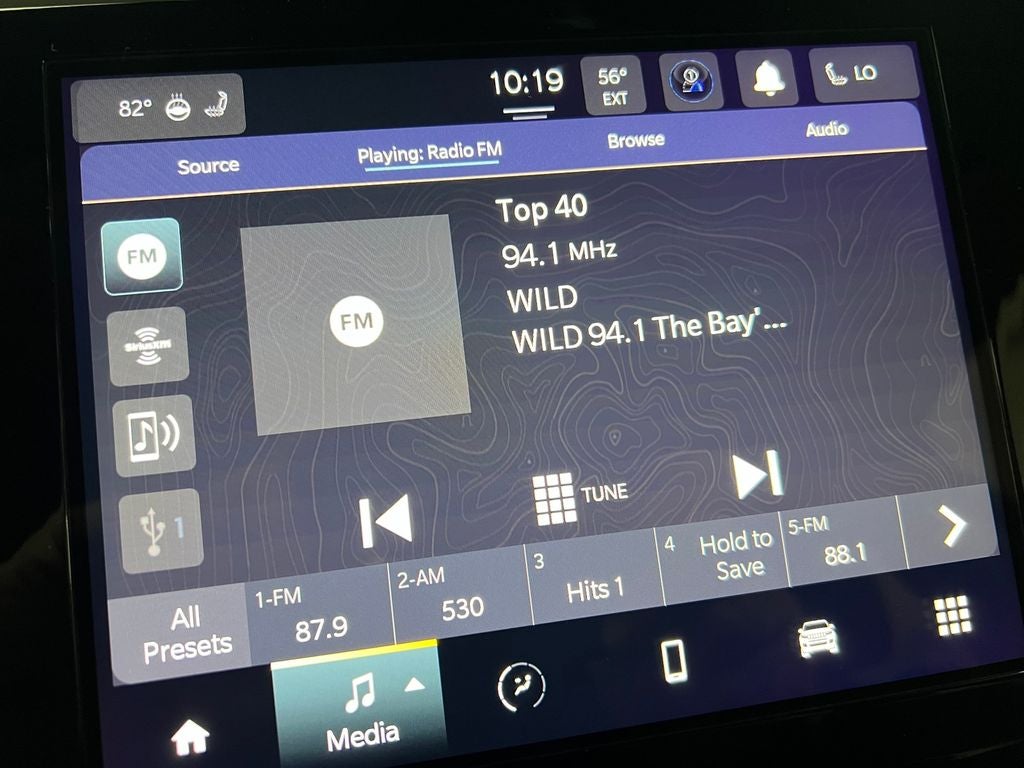 82°
10:19
56°
EXT
1
LO
Source
Playing: Radio FM
Browse
Audio
FM
SiriusXM
1
FM
Top 40
94.1 MHz
WILD
WILD 94.1 The Bay'...
TUNE
All
Presets
1-FM
87.9
2-AM
530
3
Hits 1
4
Hold to
Save
5-FM
88.1
Media